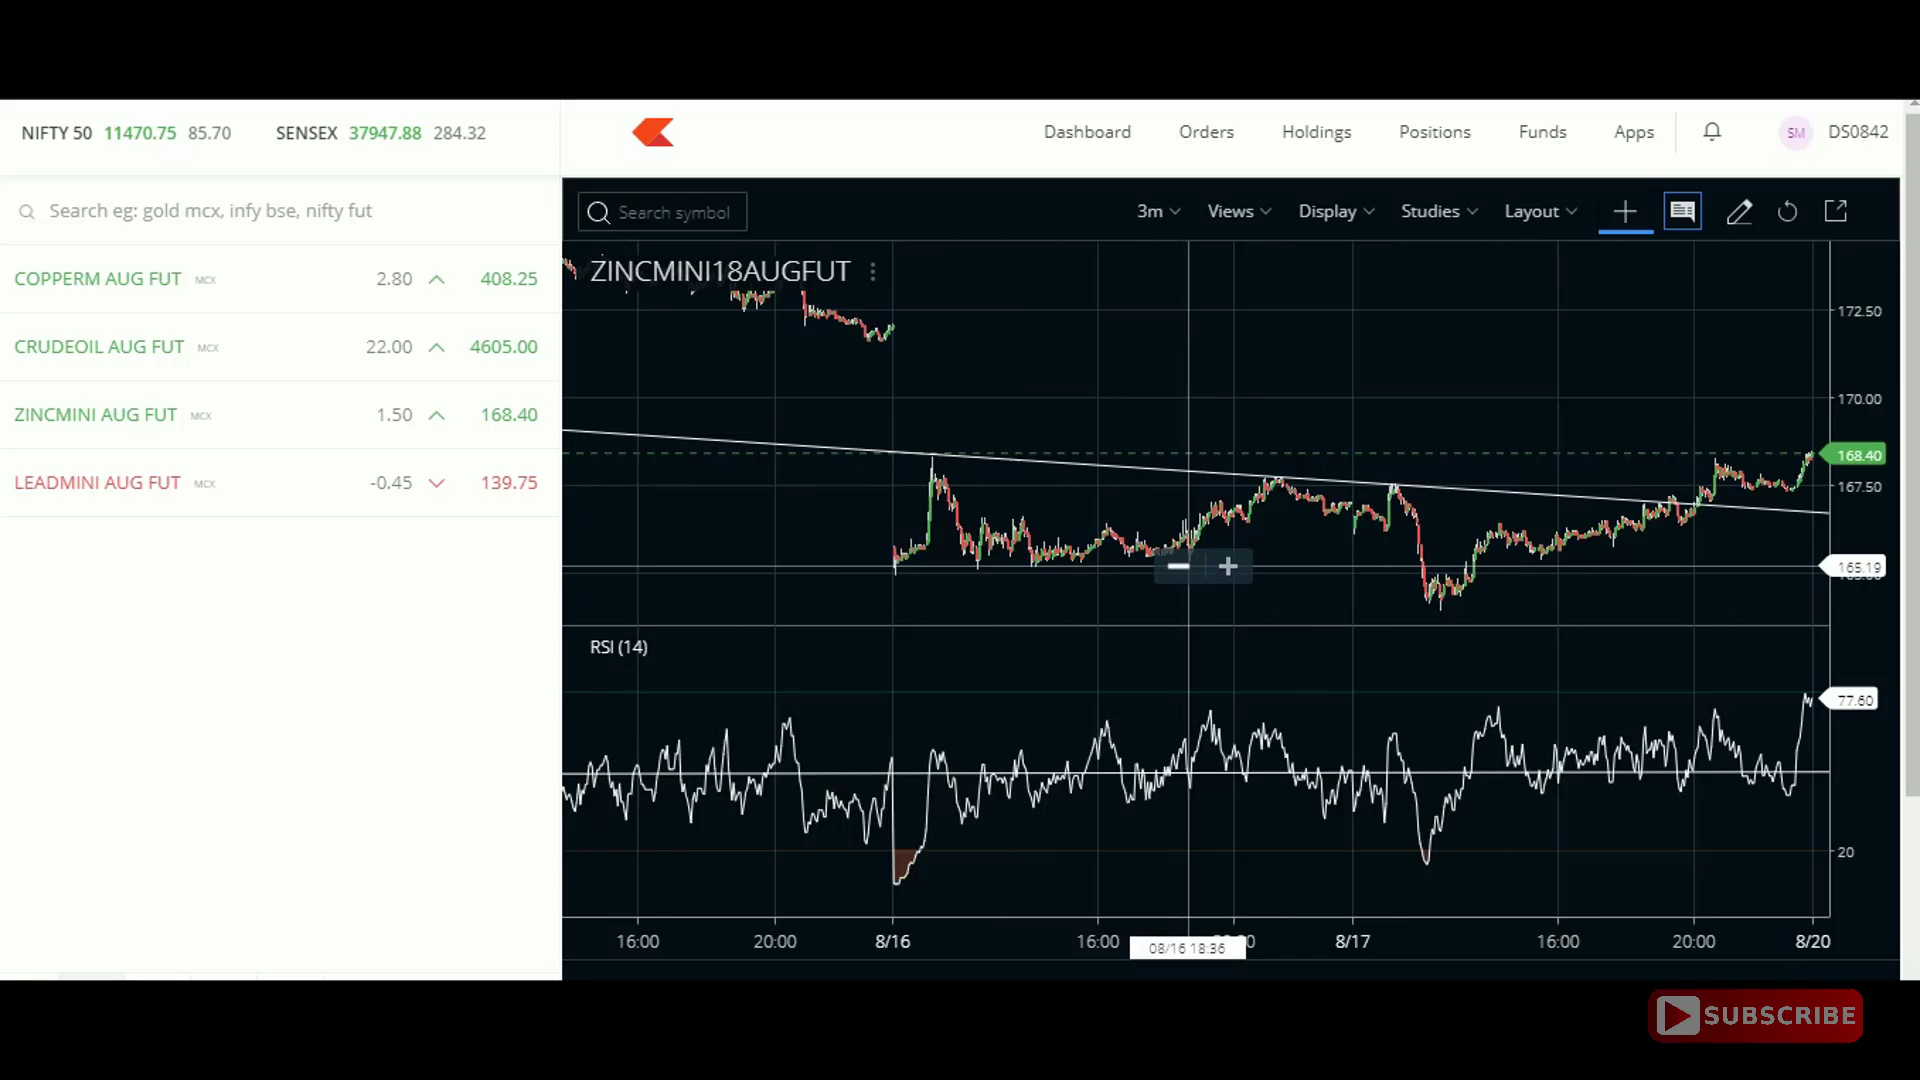 NIFTY 50 11470.75 85.70 SENSEX 37947.88 284.32
Dashboard Orders Holdings Positions Funds Apps SM DS0842
Search eg: gold mcx, infy bse, nifty fut
Search symbol 3m Views Display Studies Layout
COPPERM AUG FUT MCX 2.80 408.25
CRUDEOIL AUG FUT MCX 22.00 4605.00
ZINCMINI AUG FUT MCX 1.50 168.40
LEADMINI AUG FUT MCX -0.45 139.75
ZINCMINI18AUGFUT
172.50
170.00
168.40
167.50
165.19
RSI (14)
77.60
20
16:00 20:00 8/16 16:00 8/17 16:00 20:00 8/20
08/16 18:36
SUBSCRIBE